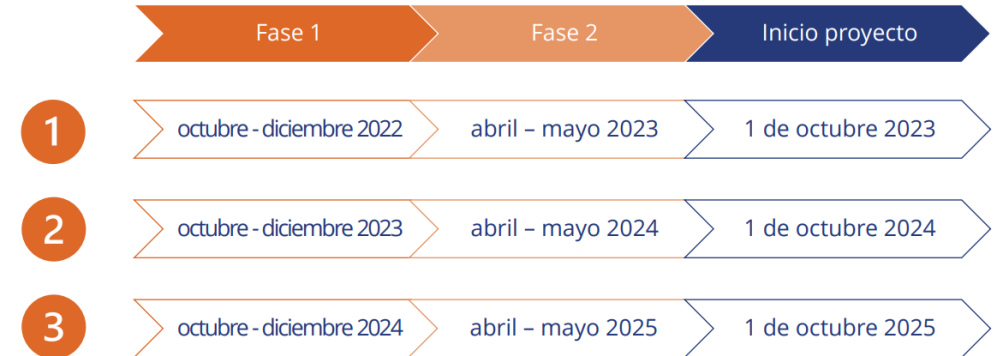 Fase 1 Fase 2 Inicio proyecto
1 octubre - diciembre 2022 abril – mayo 2023 1 de octubre 2023
2 octubre - diciembre 2023 abril – mayo 2024 1 de octubre 2024
3 octubre - diciembre 2024 abril – mayo 2025 1 de octubre 2025